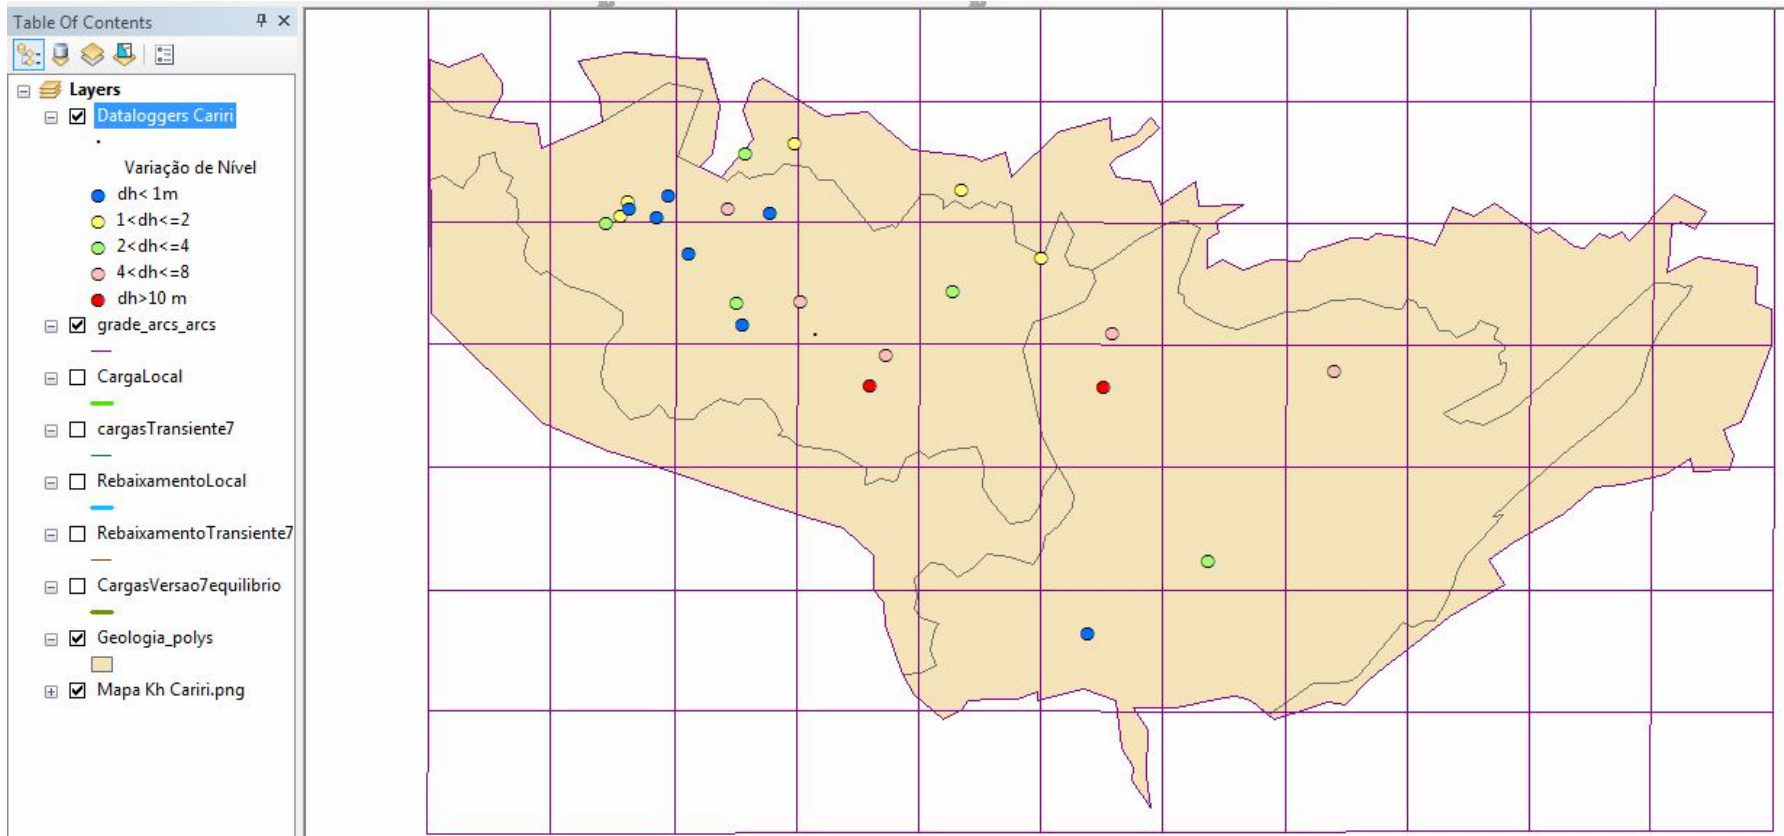 Table Of Contents
Layers
Dataloggers Cariri
Variação de Nível
dh< 1m
1<dh<=2
2<dh<=4
4<dh<=8
dh>10 m
grade_arcs_arcs
CargaLocal
cargasTransiente7
RebaixamentoLocal
RebaixamentoTransiente7
CargasVersao7equilibrio
Geologia_polys
Mapa Kh Cariri.png